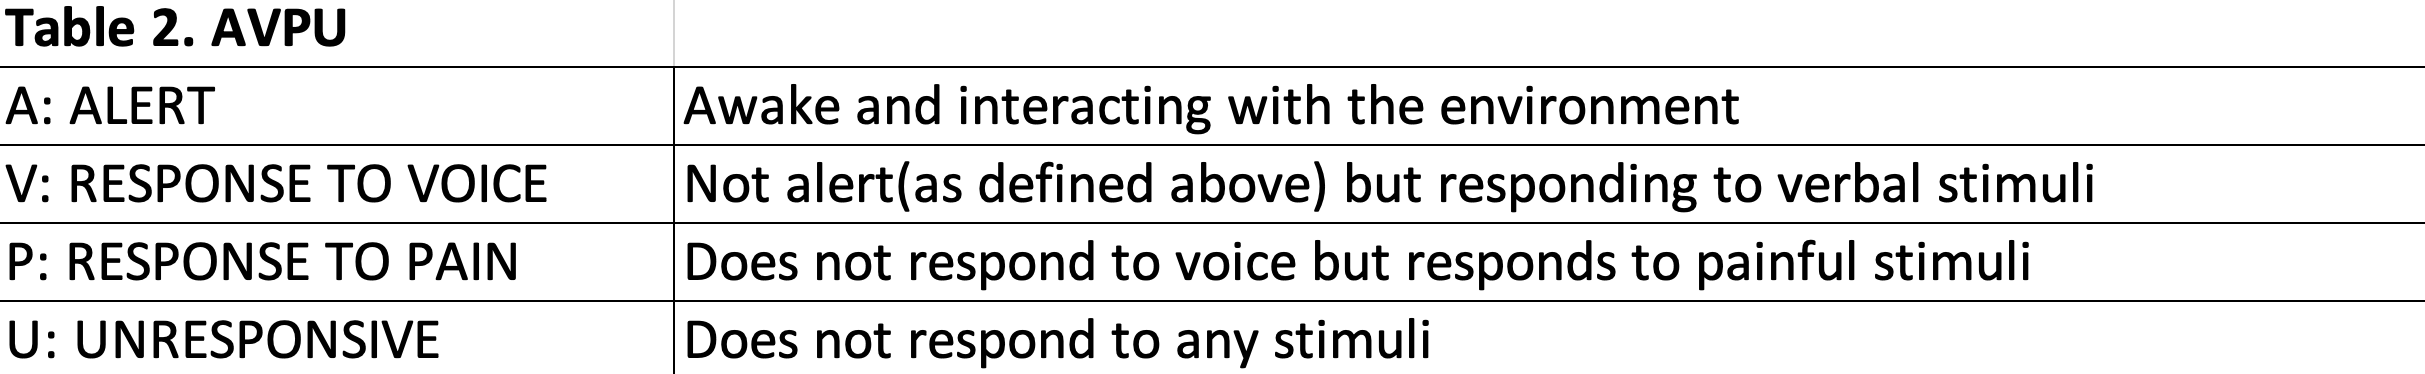 Table 2. AVPU
A: ALERT Awake and interacting with the environment
V: RESPONSE TO VOICE Not alert(as defined above) but responding to verbal stimuli
P: RESPONSE TO PAIN Does not respond to voice but responds to painful stimuli
U: UNRESPONSIVE Does not respond to any stimuli